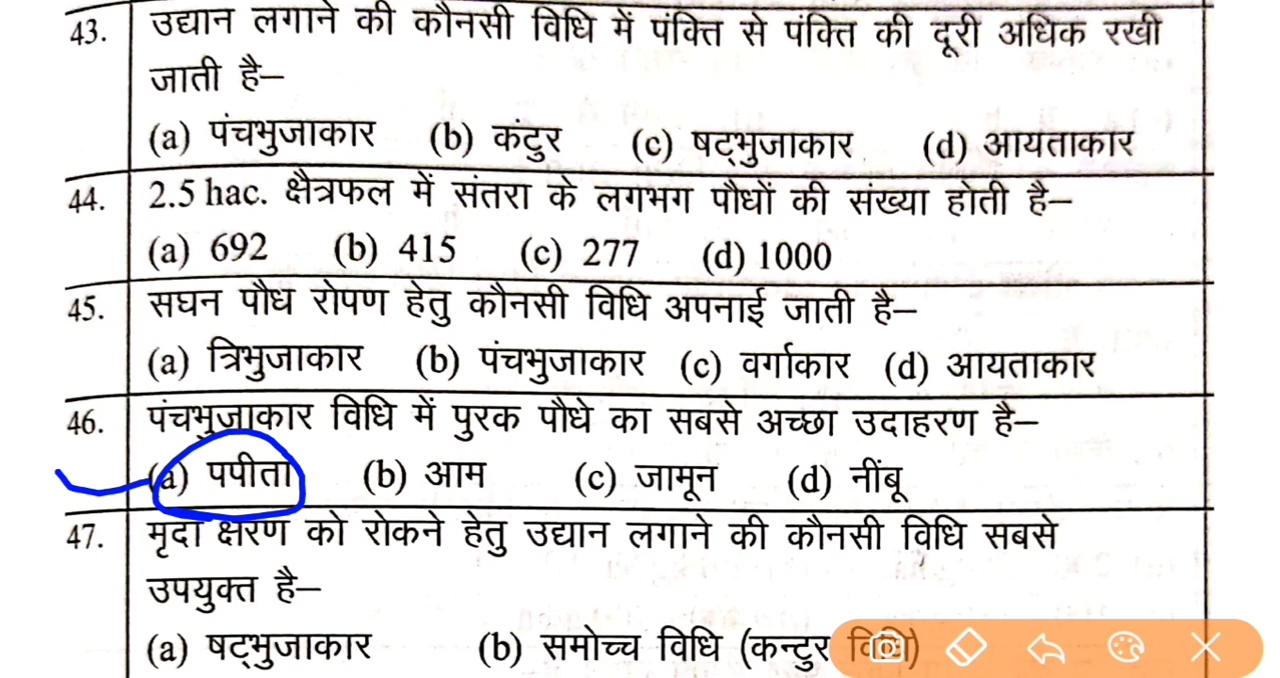 43. उद्यान लगाने की कौनसी विधि में पंक्ति से पंक्ति की दूरी अधिक रखी
जाती है–
(a) पंचभुजाकार (b) कंटुर (c) षट्भुजाकार (d) आयताकार
44. 2.5 hac. क्षैत्रफल में संतरा के लगभग पौधों की संख्या होती है–
(a) 692 (b) 415 (c) 277 (d) 1000
45. सघन पौध रोपण हेतु कौनसी विधि अपनाई जाती है–
(a) त्रिभुजाकार (b) पंचभुजाकार (c) वर्गाकार (d) आयताकार
46. पंचभुजाकार विधि में पुरक पौधे का सबसे अच्छा उदाहरण है–
(a) पपीता (b) आम (c) जामून (d) नींबू
47. मृदा क्षरण को रोकने हेतु उद्यान लगाने की कौनसी विधि सबसे
उपयुक्त है–
(a) षट्भुजाकार (b) समोच्च विधि (कन्टुर विधि)